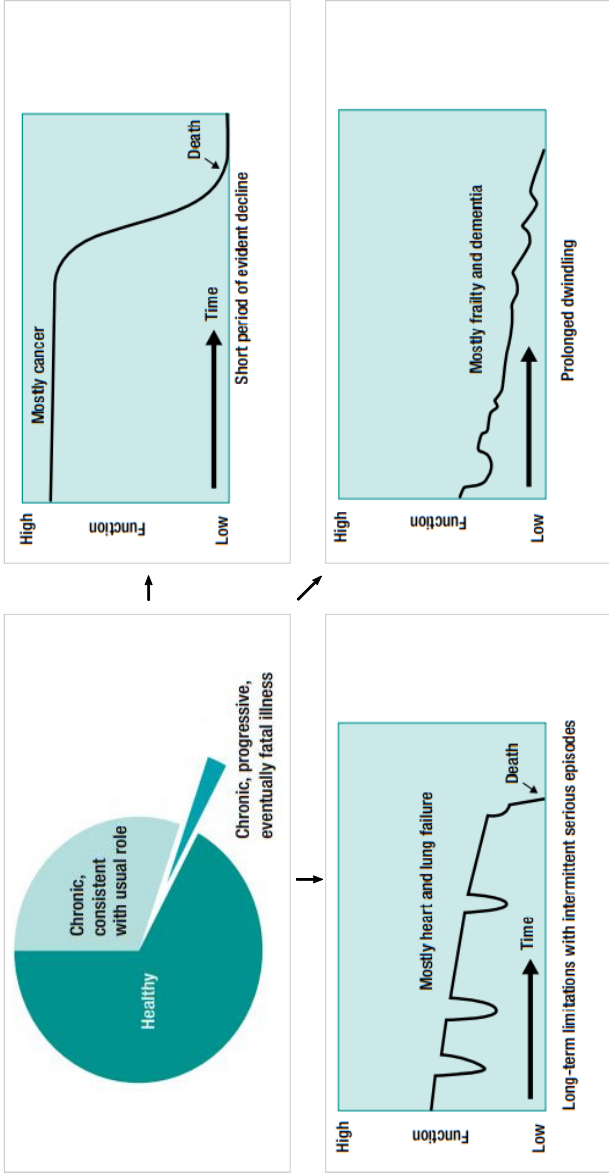 Healthy
Chronic,
consistent
with usual role
Chronic, progressive,
eventually fatal illness
High
Function
Low
Mostly cancer
Death
Time
Short period of evident decline
High
Function
Low
Mostly heart and lung failure
Death
Time
Long-term limitations with intermittent serious episodes
High
Function
Low
Mostly frailty and dementia
Prolonged dwindling